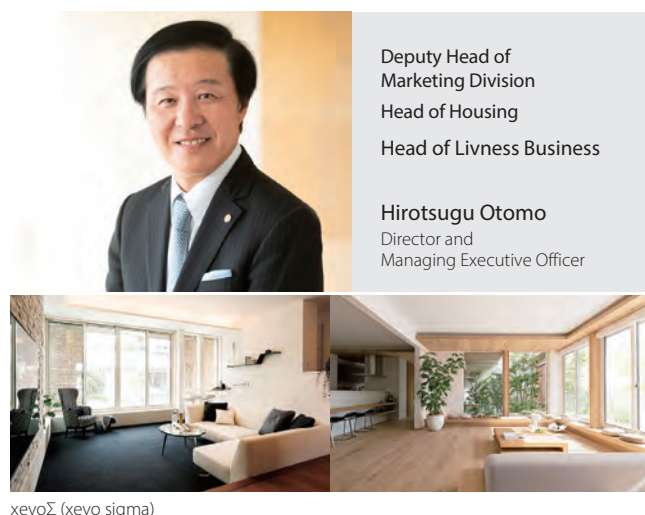 Deputy Head of
Marketing Division
Head of Housing
Head of Livness Business
Hirotsugu Otomo
Director and
Managing Executive Officer
xevoΣ (xevo sigma)